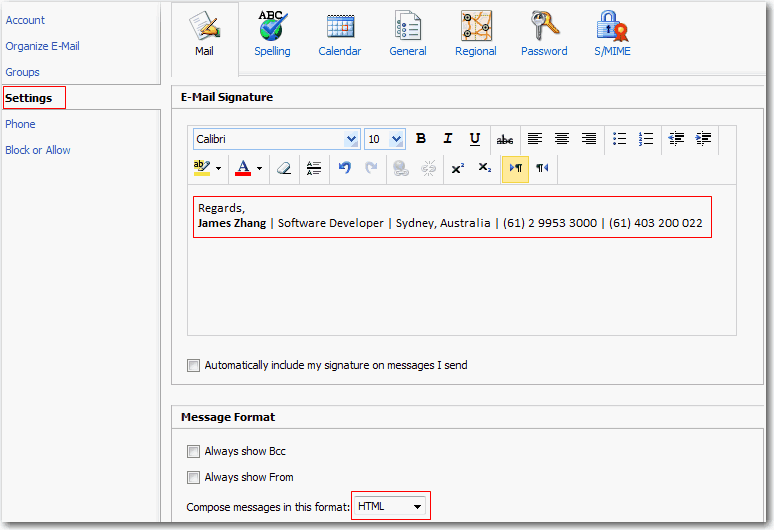 Account
Organize E-Mail
Groups
Settings
Phone
Block or Allow
Mail
ABC
Spelling
Calendar
General
Regional
Password
S/MIME
E-Mail Signature
Calibri 10 B I U abc
ab A x² x₂
Regards,
James Zhang | Software Developer | Sydney, Australia | (61) 2 9953 3000 | (61) 403 200 022
Automatically include my signature on messages I send
Message Format
Always show Bcc
Always show From
Compose messages in this format: HTML